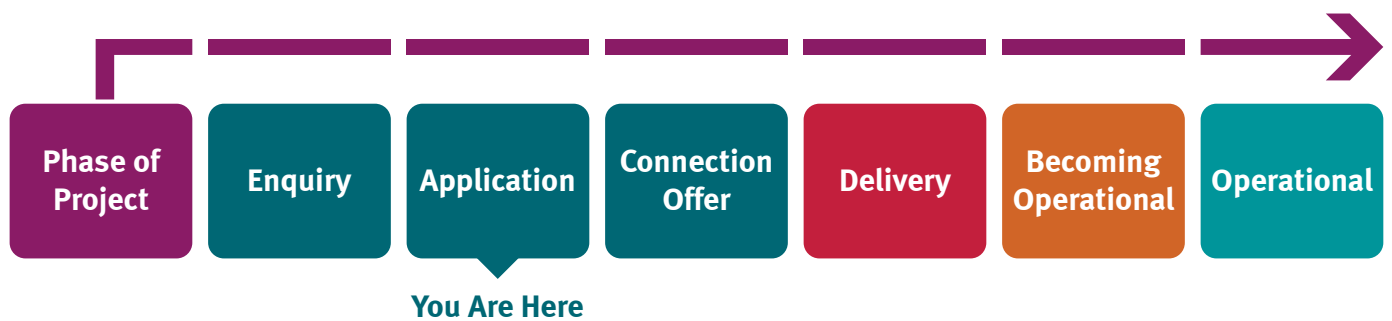 Phase of
Project
Enquiry
Application
Connection
Offer
Delivery
Becoming
Operational
Operational
You Are Here